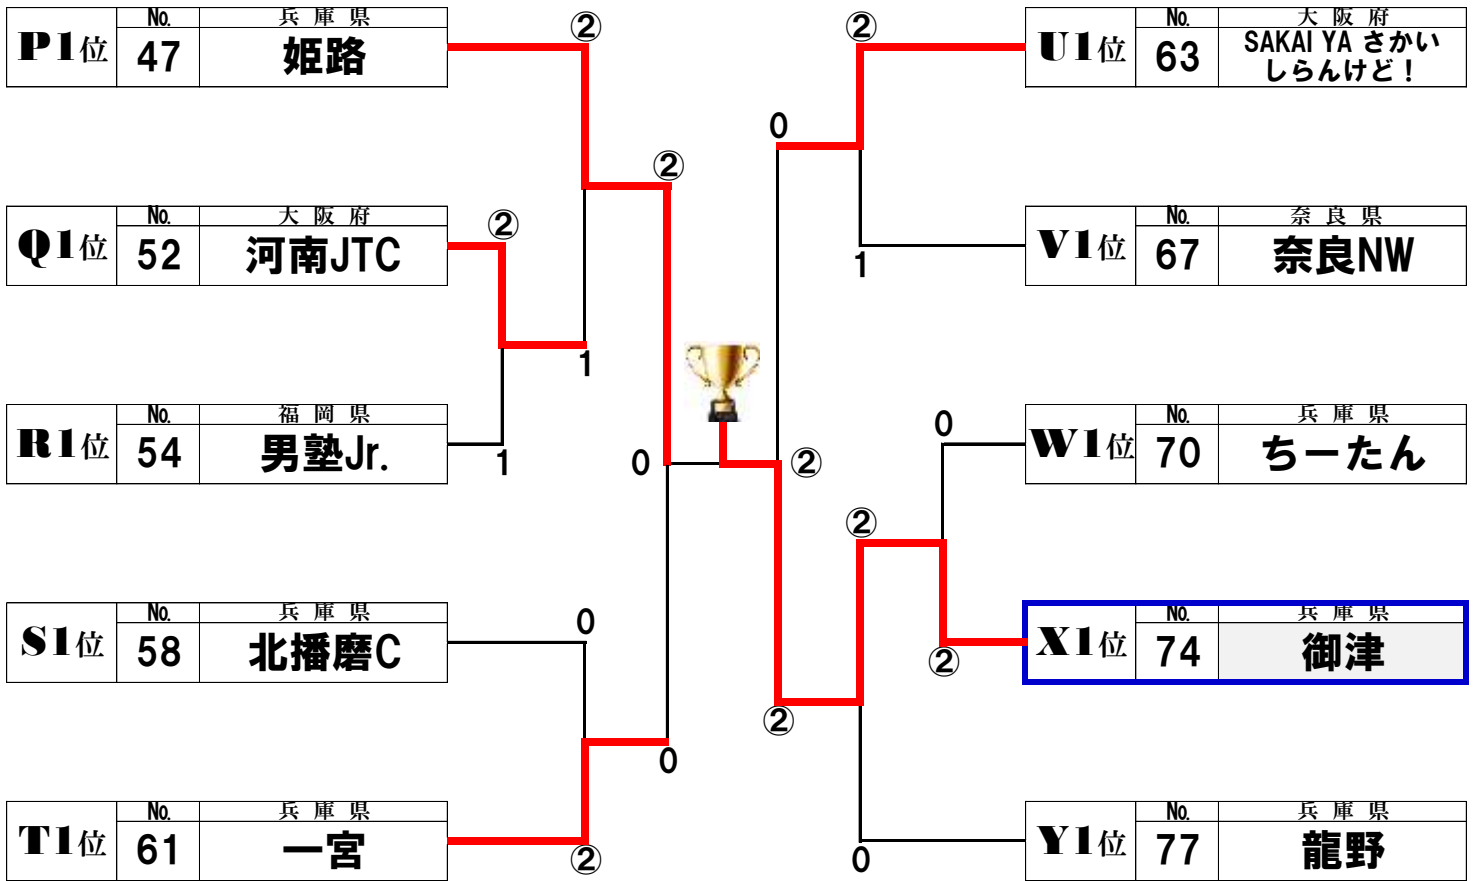 P1位 No. 47 兵庫県 姫路
Q1位 No. 52 大阪府 河南JTC
R1位 No. 54 福岡県 男塾Jr.
S1位 No. 58 兵庫県 北播磨C
T1位 No. 61 兵庫県 一宮
②
②
②
1
1
0
0
0
②
②
0
1
②
0
②
②
②
0
U1位 No. 63 大阪府 SAKAI YA さかい
しらんけど！
V1位 No. 67 奈良県 奈良NW
W1位 No. 70 兵庫県 ちーたん
X1位 No. 74 兵庫県 御津
Y1位 No. 77 兵庫県 龍野